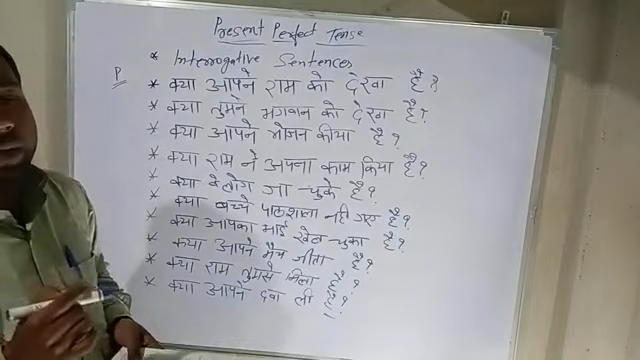 Present Perfect Tense
* Interrogative Sentences
P
* क्या आपने राम को देखा है?
* क्या तुमने भगवान को देखा है?
* क्या आपने भोजन कीया है?
* क्या राम ने अपना काम किया है?
* क्या वे लोग जा चुके है?
* क्या बच्चे पाठशाला नही गए है?
* क्या आपका भाई खेल चुका है?
* क्या आपने मैच जीता है?
* क्या राम तुमसे मिला है?
* क्या आपने दवा ली है?